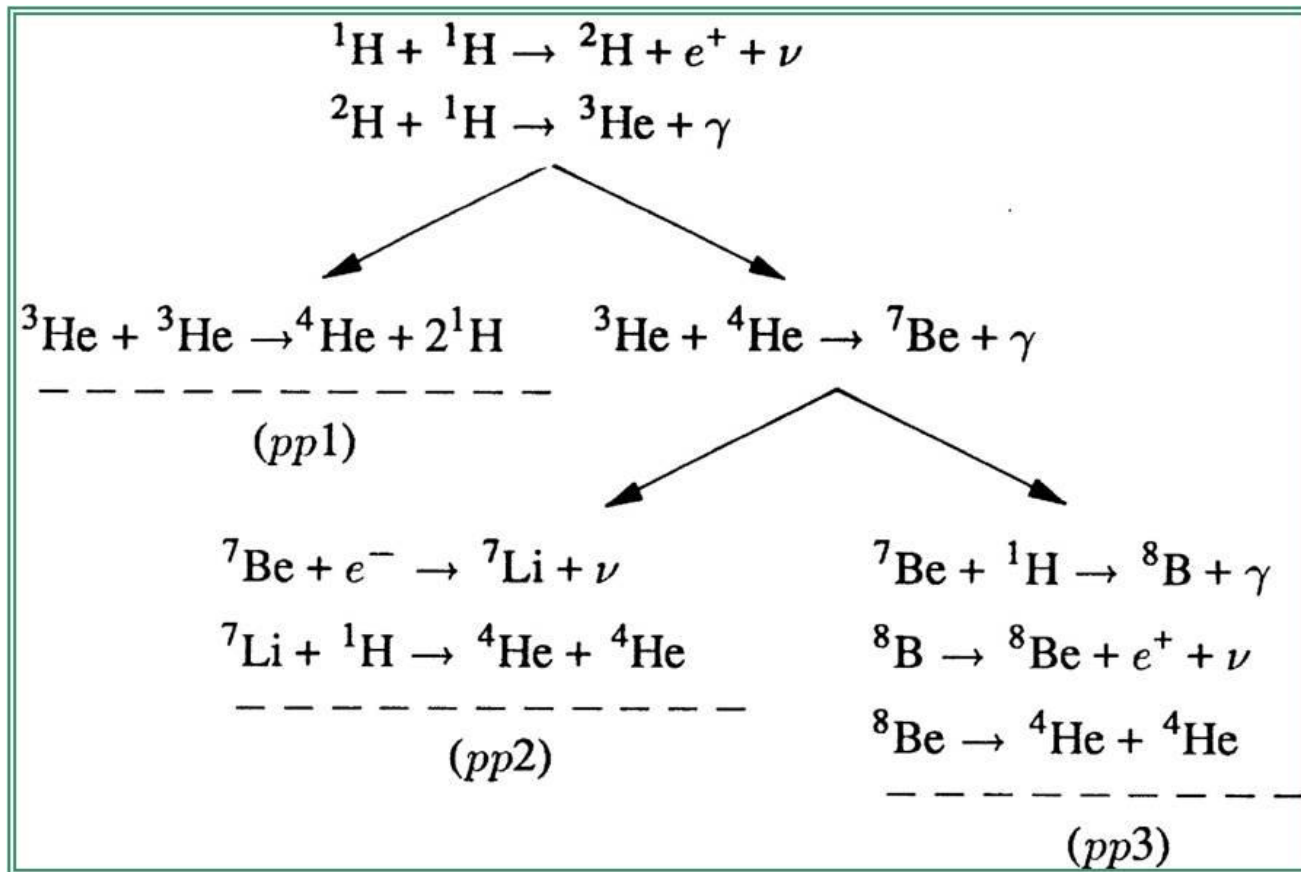 ¹H + ¹H → ²H + e⁺ + ν
²H + ¹H → ³He + γ
³He + ³He →⁴He + 2¹H
(pp1)
³He + ⁴He → ⁷Be + γ
⁷Be + e⁻ → ⁷Li + ν
⁷Li + ¹H → ⁴He + ⁴He
(pp2)
⁷Be + ¹H → ⁸B + γ
⁸B → ⁸Be + e⁺ + ν
⁸Be → ⁴He + ⁴He
(pp3)